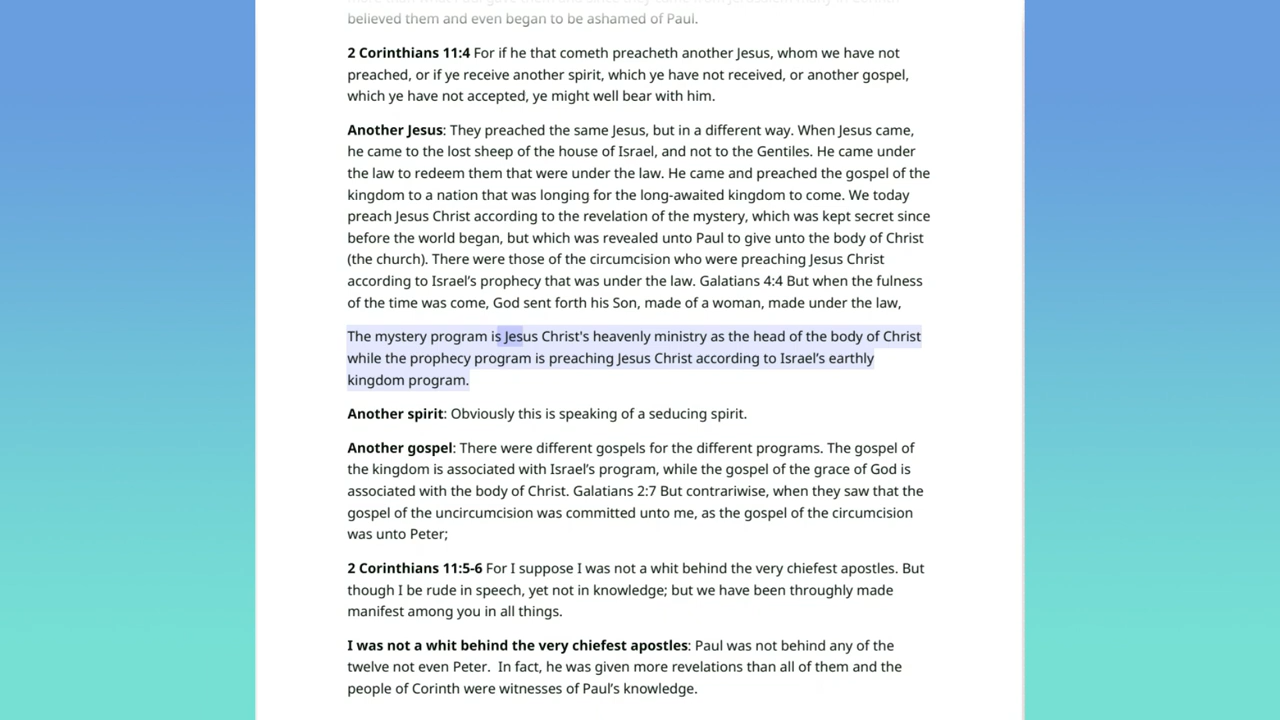 believed them and even began to be ashamed of Paul.
2 Corinthians 11:4 For if he that cometh preacheth another Jesus, whom we have not
preached, or if ye receive another spirit, which ye have not received, or another gospel,
which ye have not accepted, ye might well bear with him.
Another Jesus: They preached the same Jesus, but in a different way. When Jesus came,
he came to the lost sheep of the house of Israel, and not to the Gentiles. He came under
the law to redeem them that were under the law. He came and preached the gospel of the
kingdom to a nation that was longing for the long-awaited kingdom to come. We today
preach Jesus Christ according to the revelation of the mystery, which was kept secret since
before the world began, but which was revealed unto Paul to give unto the body of Christ
(the church). There were those of the circumcision who were preaching Jesus Christ
according to Israel’s prophecy that was under the law. Galatians 4:4 But when the fulness
of the time was come, God sent forth his Son, made of a woman, made under the law,
The mystery program is Jesus Christ's heavenly ministry as the head of the body of Christ
while the prophecy program is preaching Jesus Christ according to Israel’s earthly
kingdom program.
Another spirit: Obviously this is speaking of a seducing spirit.
Another gospel: There were different gospels for the different programs. The gospel of
the kingdom is associated with Israel’s program, while the gospel of the grace of God is
associated with the body of Christ. Galatians 2:7 But contrariwise, when they saw that the
gospel of the uncircumcision was committed unto me, as the gospel of the circumcision
was unto Peter;
2 Corinthians 11:5-6 For I suppose I was not a whit behind the very chiefest apostles. But
though I be rude in speech, yet not in knowledge; but we have been throughly made
manifest among you in all things.
I was not a whit behind the very chiefest apostles: Paul was not behind any of the
twelve not even Peter.  In fact, he was given more revelations than all of them and the
people of Corinth were witnesses of Paul’s knowledge.